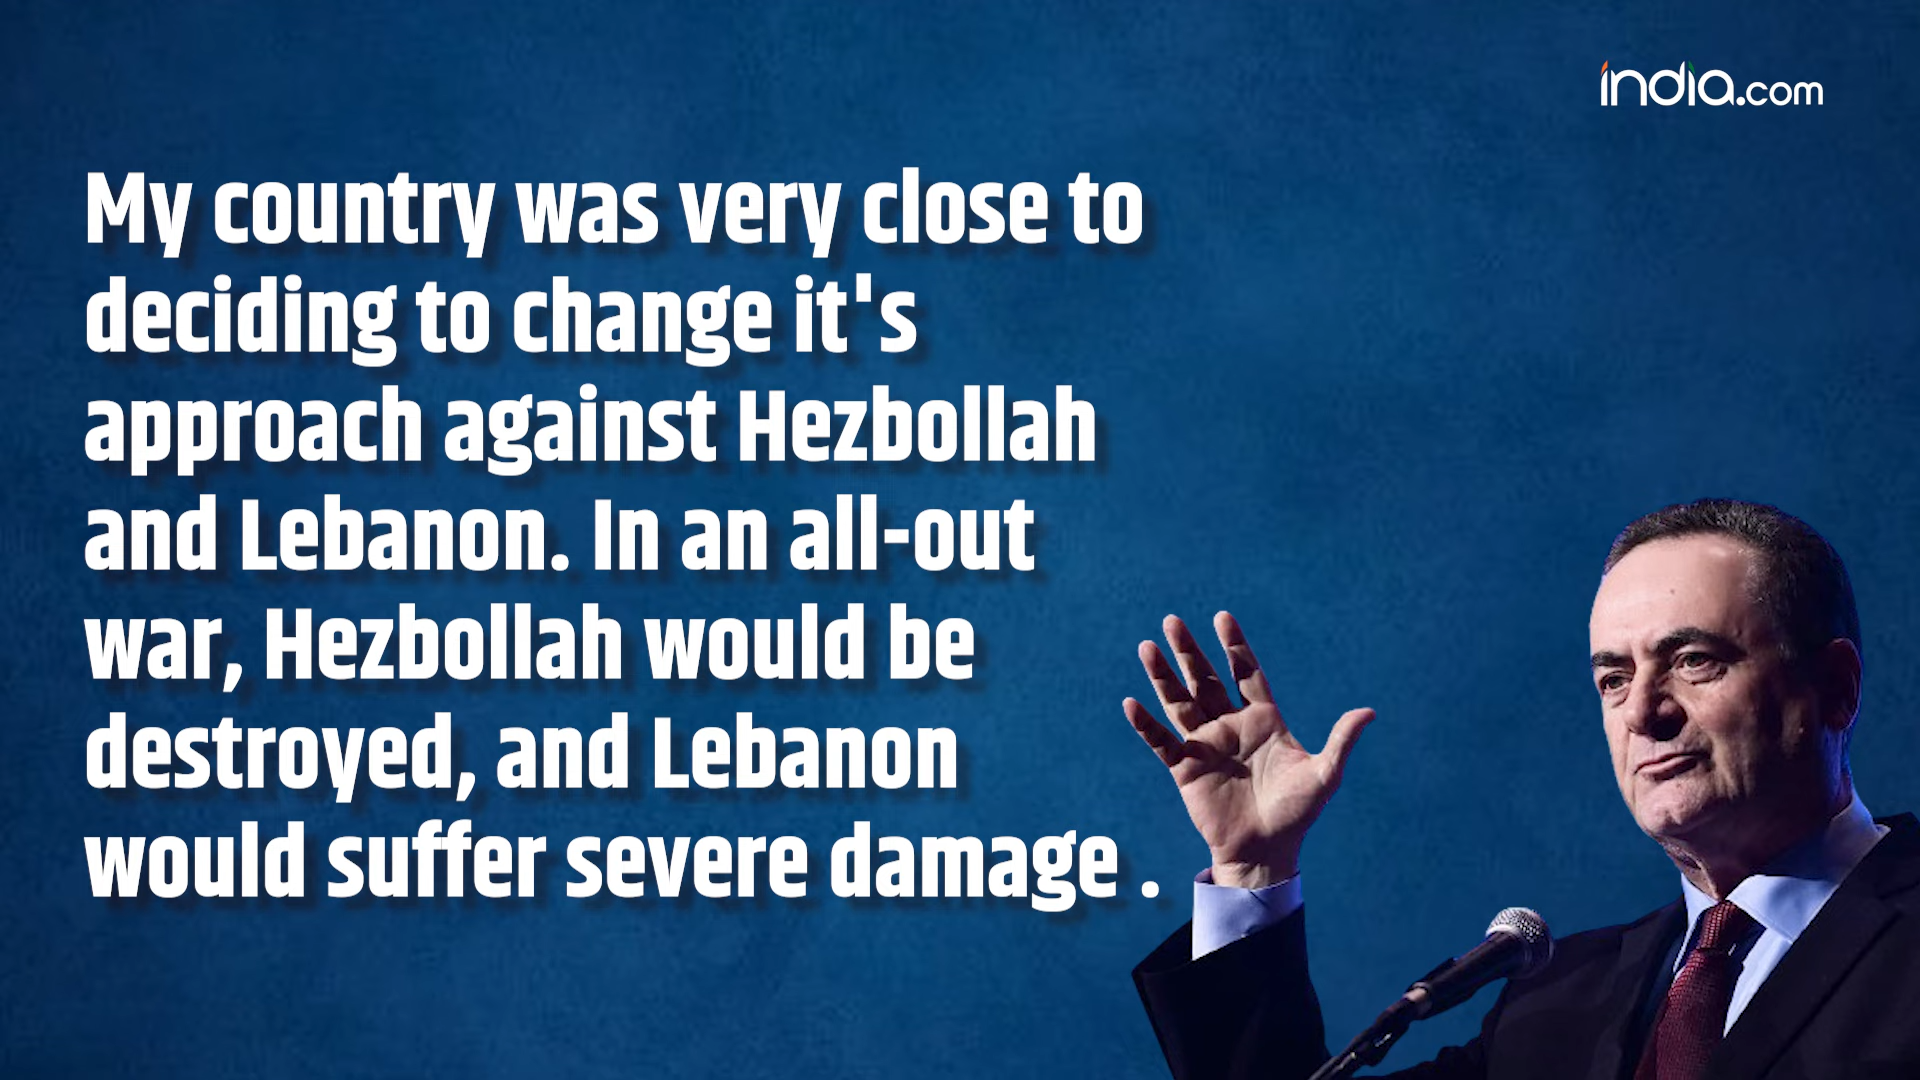 india.com
My country was very close to
deciding to change it's
approach against Hezbollah
and Lebanon. In an all-out
war, Hezbollah would be
destroyed, and Lebanon
would suffer severe damage .